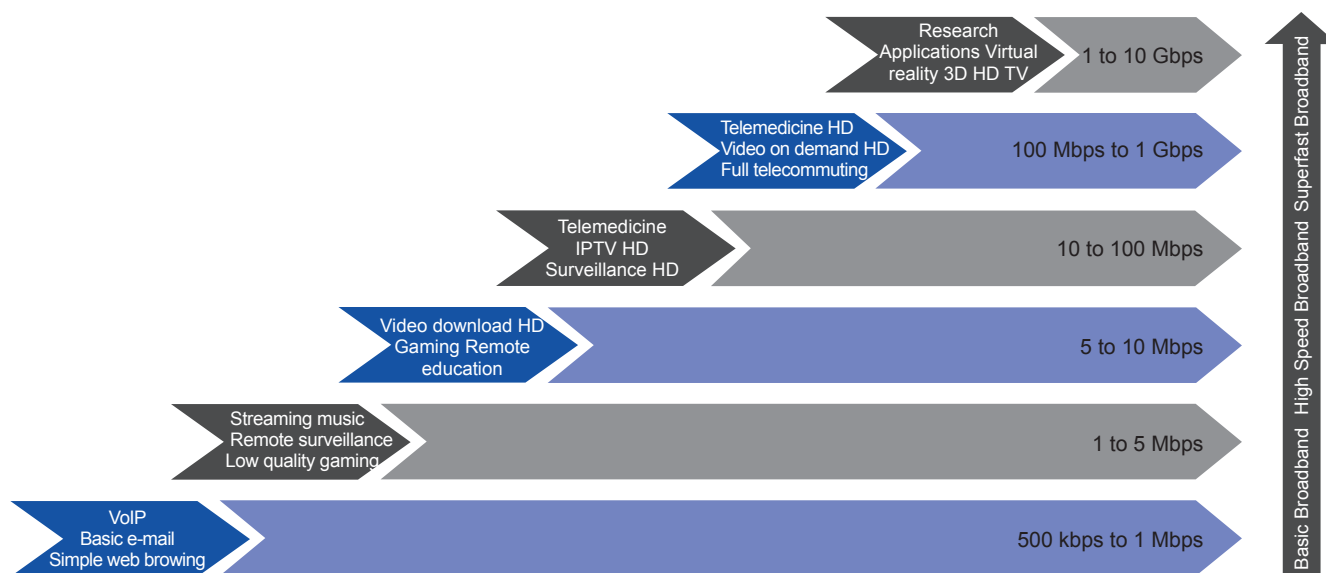 Research
Applications Virtual
reality 3D HD TV
1 to 10 Gbps
Telemedicine HD
Video on demand HD
Full telecommuting
100 Mbps to 1 Gbps
Telemedicine
IPTV HD
Surveillance HD
10 to 100 Mbps
Video download HD
Gaming Remote
education
5 to 10 Mbps
Streaming music
Remote surveillance
Low quality gaming
1 to 5 Mbps
VoIP
Basic e-mail
Simple web browing
500 kbps to 1 Mbps
Basic Broadband High Speed Broadband Superfast Broadband